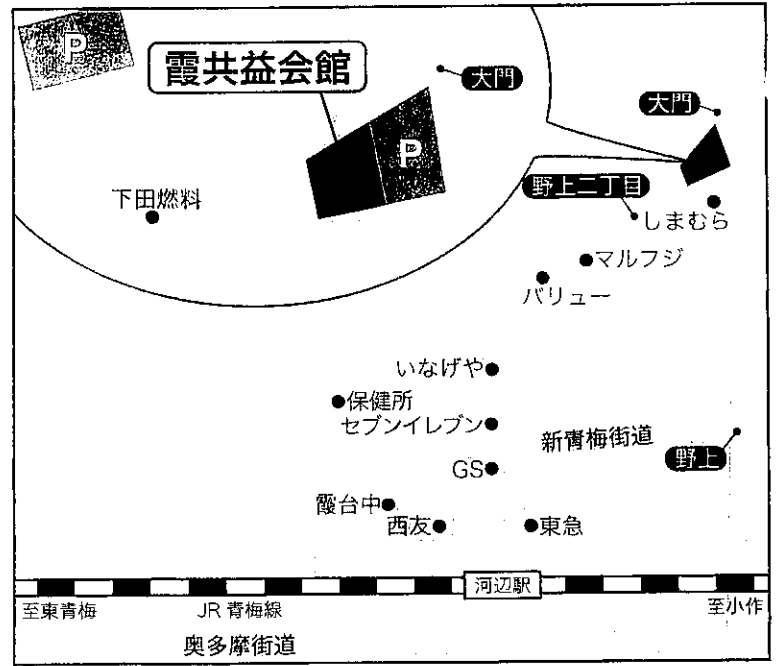 P
霞共益会館
大門
大門
P
野上二丁目
下田燃料
しまむら
マルフジ
バリュー
いなげや
保健所
セブンイレブン
新青梅街道
野上
GS
霞台中
西友
東急
河辺駅
至東青梅
JR 青梅線
至小作
奥多摩街道